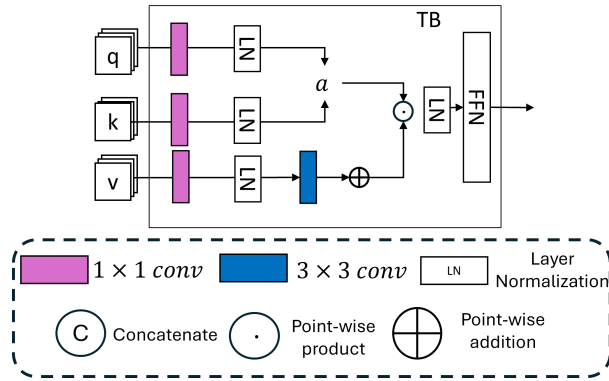 TB
q
LN
k
LN
a
LN
FFN
v
LN
1 × 1 conv
3 × 3 conv
LN
Layer
Normalization
C
Concatenate
Point-wise
product
Point-wise
addition